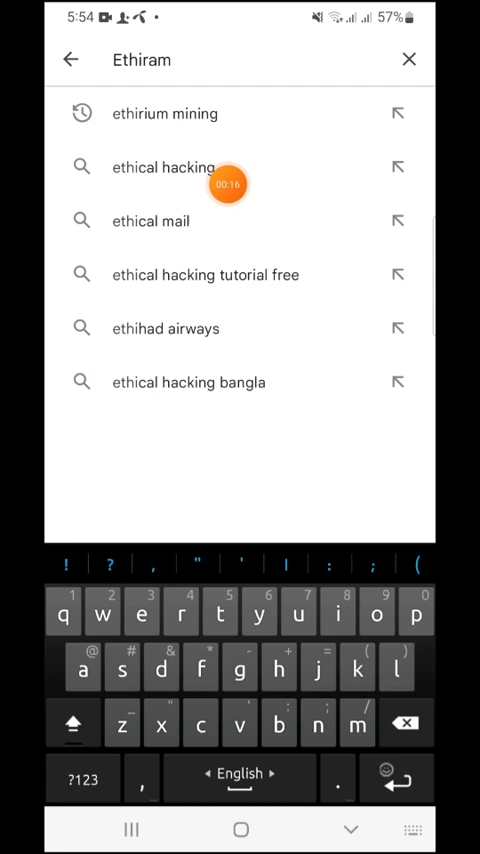 5:54 57%
Ethiram
ethirium mining
ethical hacking
00:16
ethical mail
ethical hacking tutorial free
ethihad airways
ethical hacking bangla
! ? , " ' | : ; (
1 2 3 4 5 6 7 8 9 0
q w e r t y u i o p
@ # & * - + = ( )
a s d f g h j k l
_ " ' : ; /
z x c v b n m
?123 , English .